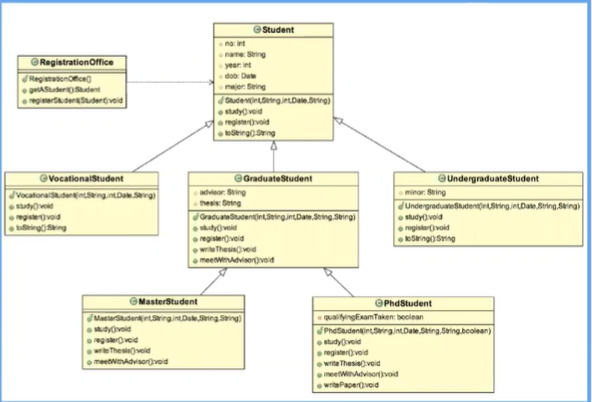 Student
no: int
name: String
year: int
dob: Date
major: String
Student(int,String,int,Date,String)
study():void
register():void
toString():String
RegistrationOffice
RegistrationOffice()
getAStudent():Student
registerStudent(Student):void
VocationalStudent
VocationalStudent(int,String,int,Date,String)
study():void
register():void
toString():String
GraduateStudent
advisor: String
thesis: String
GraduateStudent(int,String,int,Date,String,String)
study():void
register():void
writeThesis():void
meetWithAdvisor():void
UndergraduateStudent
minor: String
UndergraduateStudent(int,String,int,Date,String,String)
study():void
register():void
toString():String
MasterStudent
MasterStudent(int,String,int,Date,String,String)
study():void
register():void
writeThesis():void
meetWithAdvisor():void
PhdStudent
qualifyingExamTaken: boolean
PhdStudent(int,String,int,Date,String,String,boolean)
study():void
register():void
writeThesis():void
meetWithAdvisor():void
writePaper():void